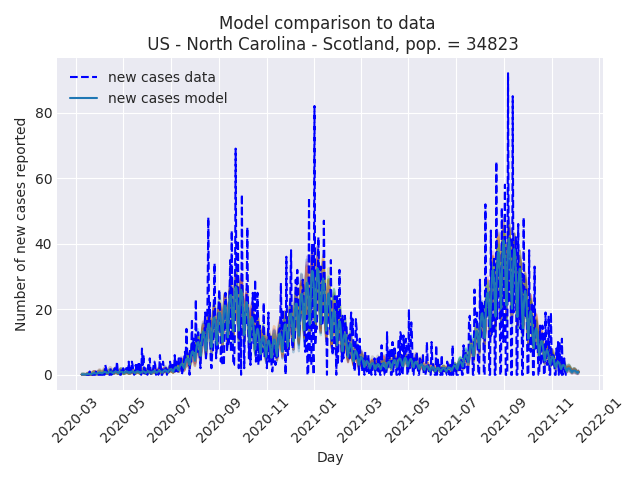 Model comparison to data
US - North Carolina - Scotland, pop. = 34823
new cases data
new cases model
Number of new cases reported
80
60
40
20
0
2020-03
2020-05
2020-07
2020-09
2020-11
2021-01
2021-03
2021-05
2021-07
2021-09
2021-11
2022-01
Day